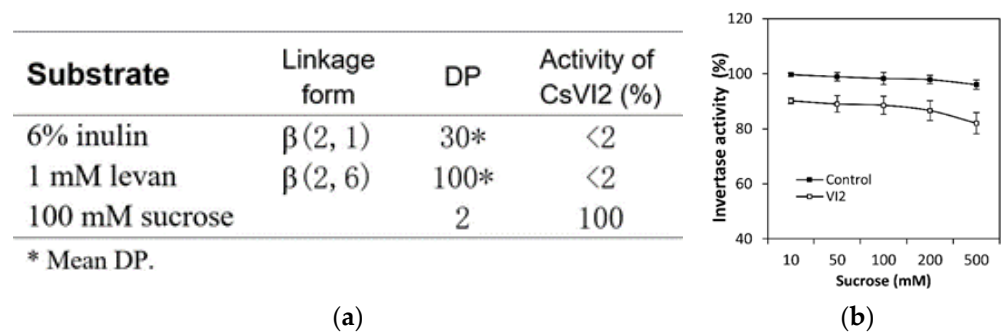 Substrate Linkage form DP Activity of CsVI2 (%)
6% inulin β(2, 1) 30* <2
1 mM levan β(2, 6) 100* <2
100 mM sucrose 2 100
* Mean DP.
(a)
Invertase activity (%)
120
100
80
60
40
Control
VI2
10 50 100 200 500
Sucrose (mM)
(b)